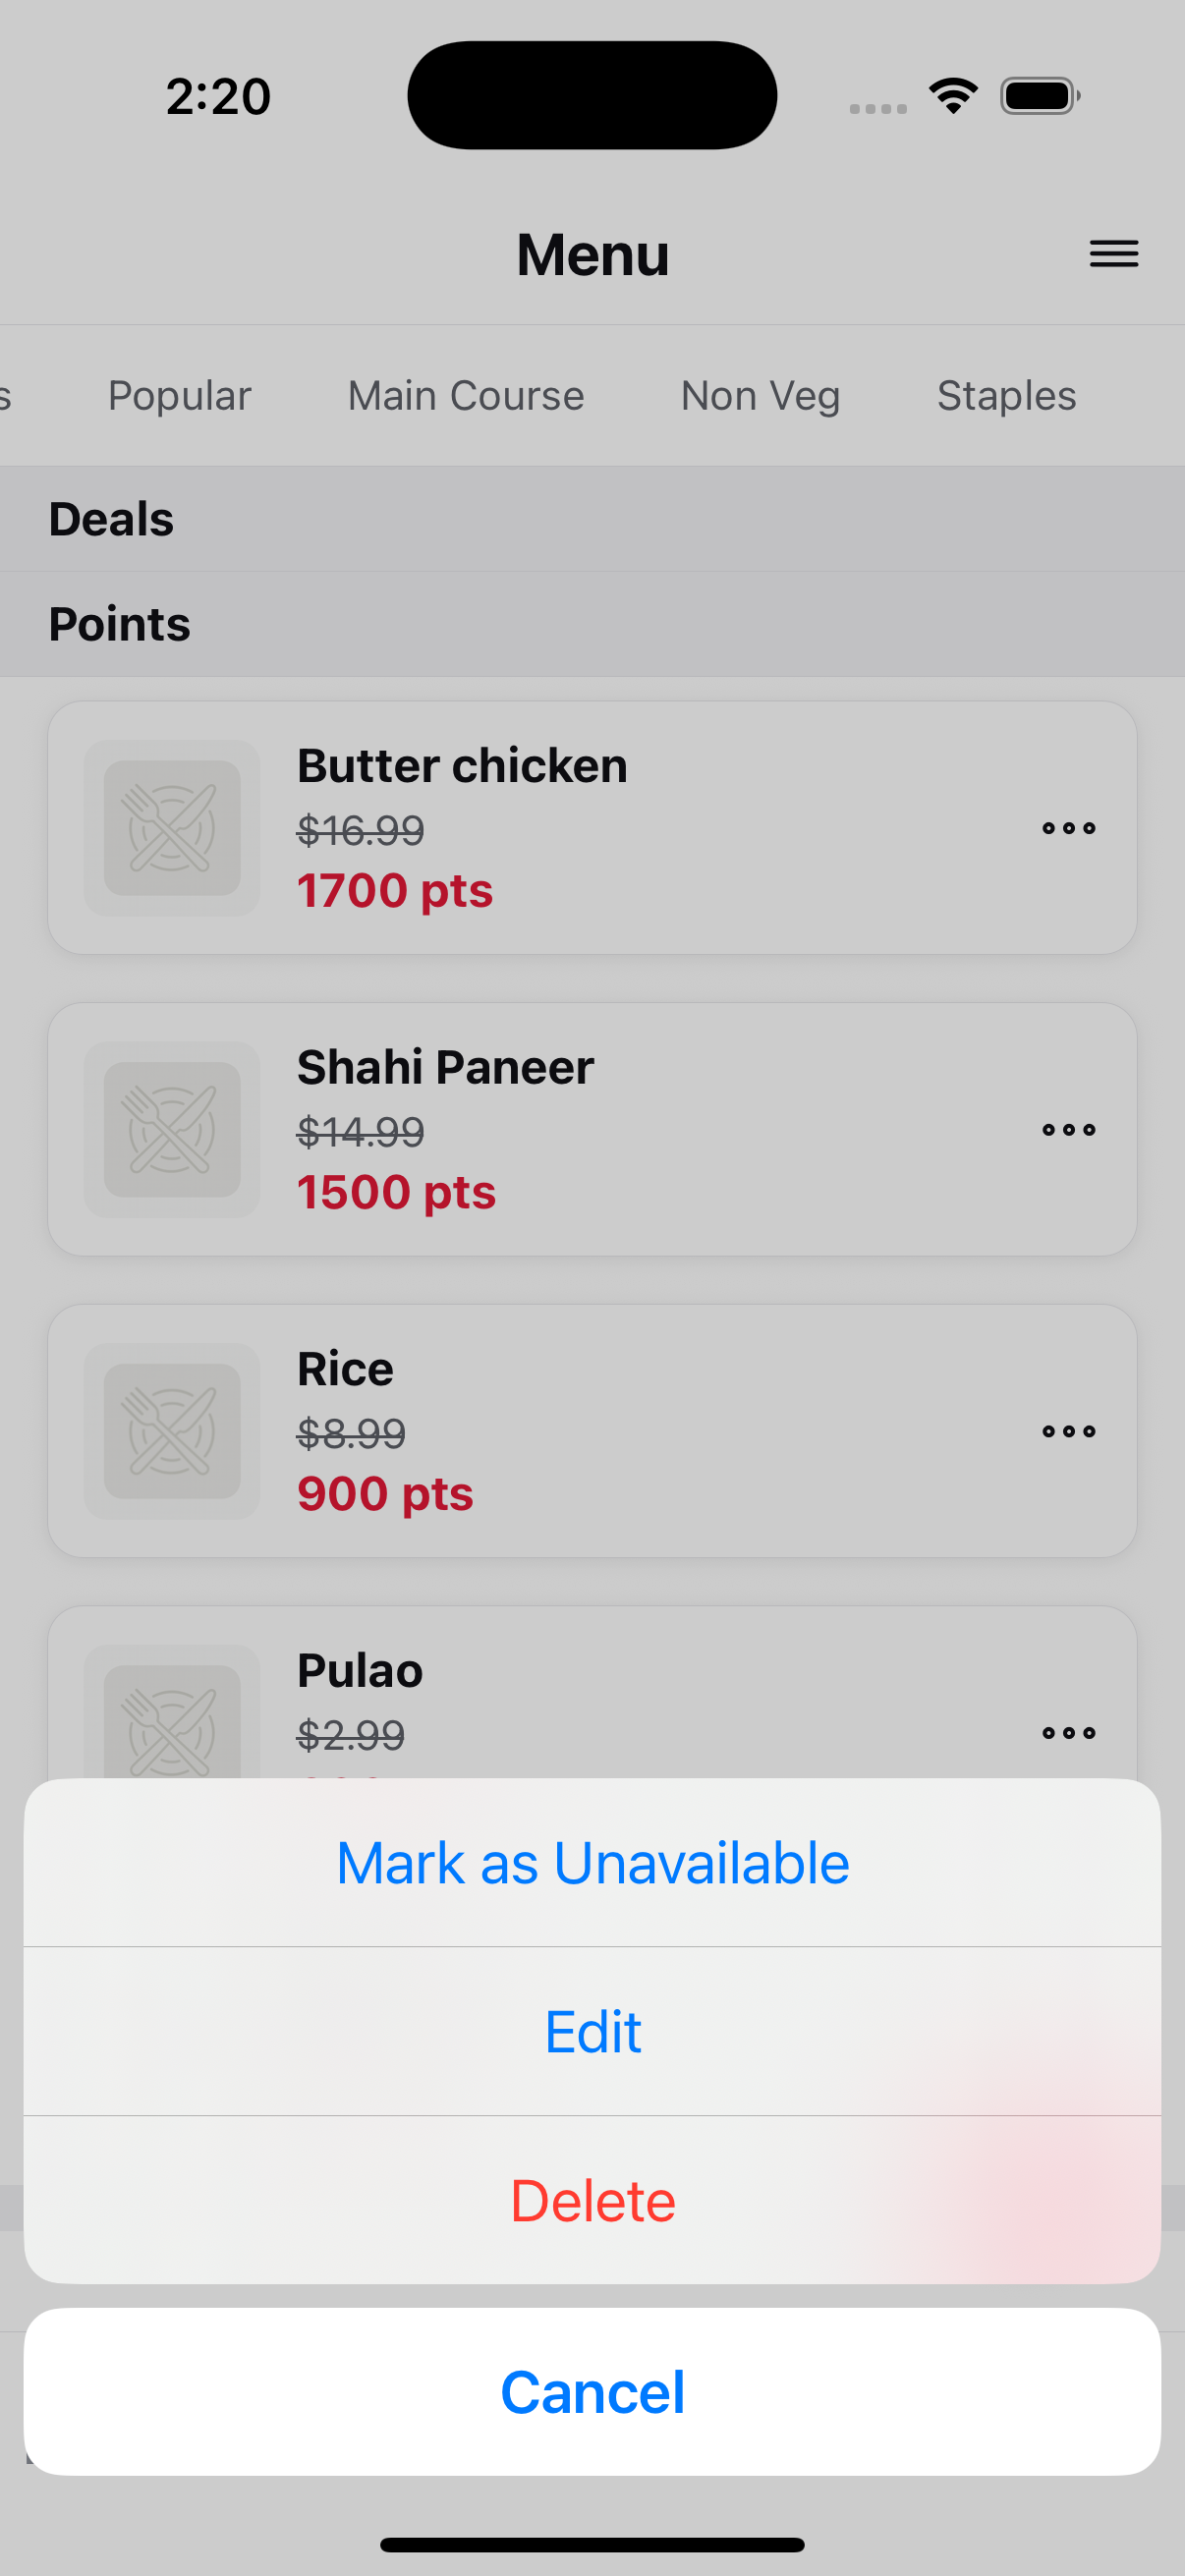 2:20
Menu
s Popular Main Course Non Veg Staples
Deals
Points
Butter chicken
$16.99
1700 pts
Shahi Paneer
$14.99
1500 pts
Rice
$8.99
900 pts
Pulao
$2.99
Mark as Unavailable
Edit
Delete
Cancel